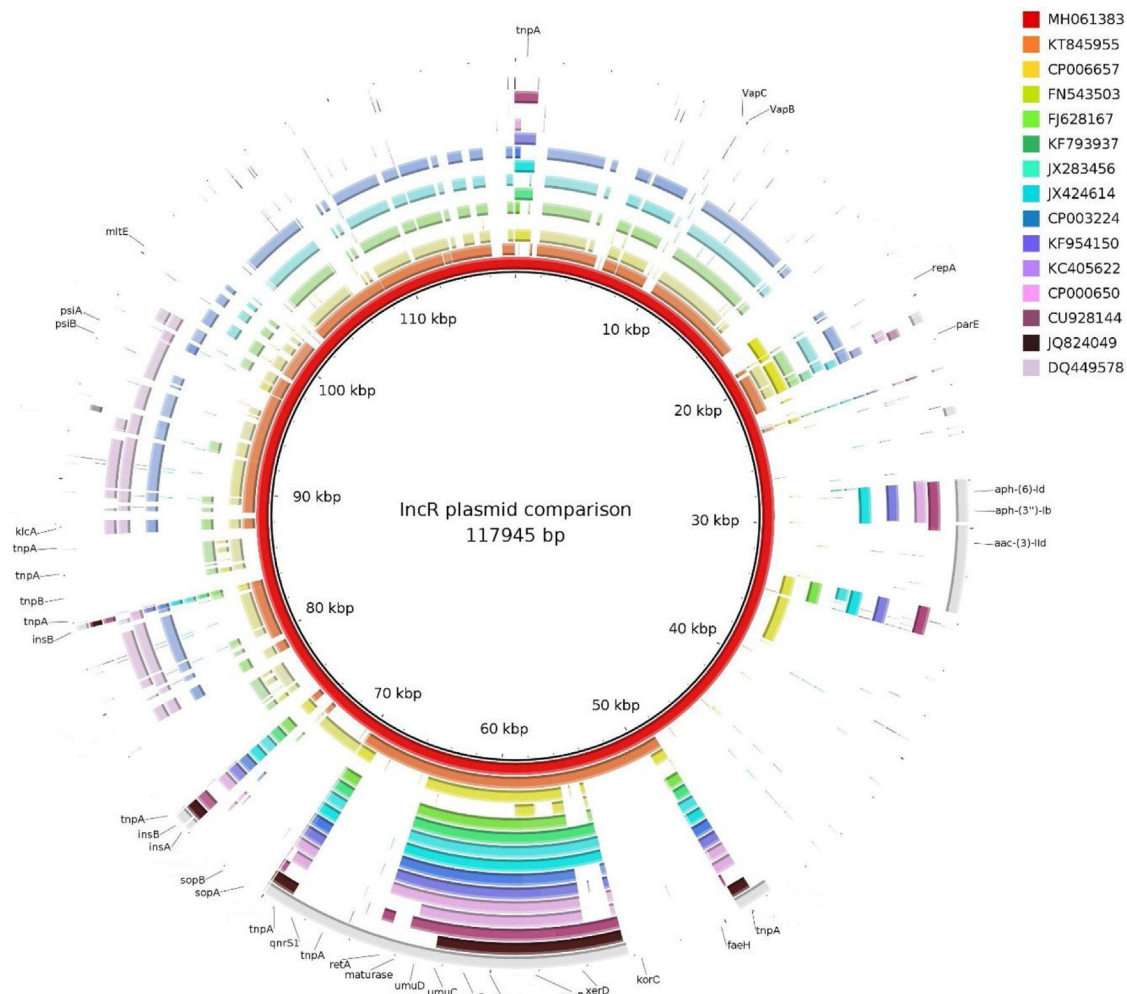 tnpA
VapC
VapB
repA
parE
aph-(6)-Id
aph-(3")-Ib
aac-(3)-IId
tnpA
faeH
korC
xerD
umuC
umuD
maturase
retA
tnpA
qnrS1
tnpA
sopA
sopB
insA
insB
tnpA
insB
tnpA
tnpB
tnpA
tnpA
klcA
psiB
psiA
mltE
10 kbp
20 kbp
30 kbp
40 kbp
50 kbp
60 kbp
70 kbp
80 kbp
90 kbp
100 kbp
110 kbp
IncR plasmid comparison
117945 bp
MH061383
KT845955
CP006657
FN543503
FJ628167
KF793937
JX283456
JX424614
CP003224
KF954150
KC405622
CP000650
CU928144
JQ824049
DQ449578